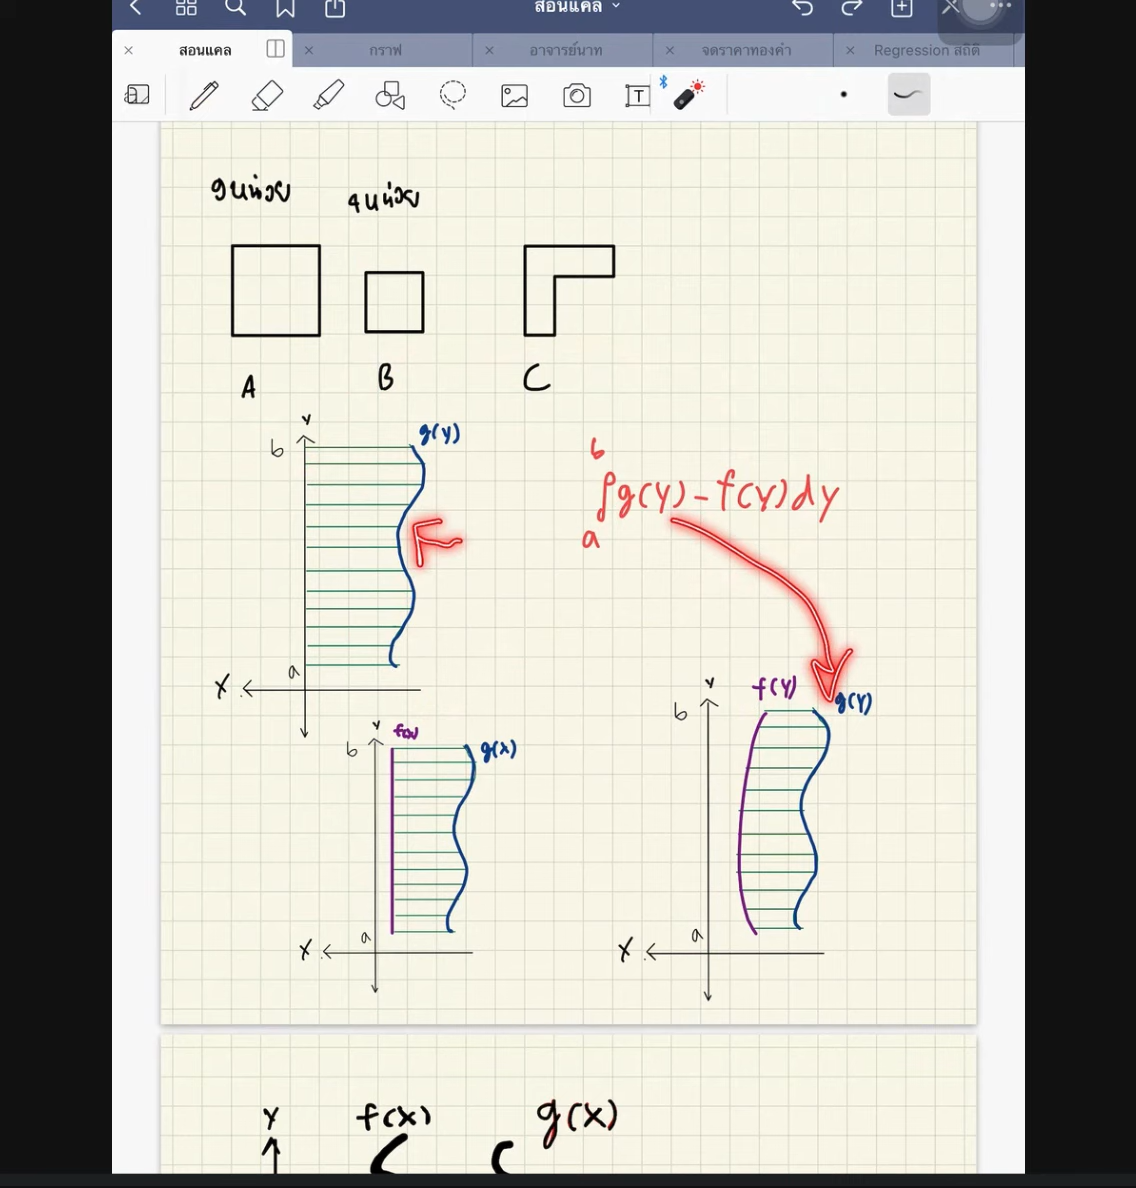 สอนแคล
สอนแคล
กราฟ
อาจารย์นาท
จดราคาทองคำ
Regression สถิติ
T
9หน่วย
4หน่วย
A
B
C
Y
b
g(y)
a
X
b
∫g(y)-f(y)dy
a
Y
b
f(x)
g(x)
a
X
Y
b
f(y)
g(y)
a
X
Y
f(x)
g(x)